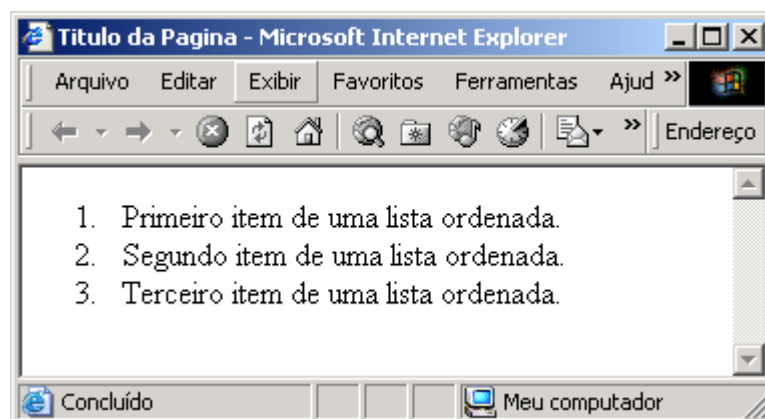 Titulo da Pagina - Microsoft Internet Explorer
Arquivo Editar Exibir Favoritos Ferramentas Ajud »
» Endereço
1. Primeiro item de uma lista ordenada.
2. Segundo item de uma lista ordenada.
3. Terceiro item de uma lista ordenada.
Concluído Meu computador